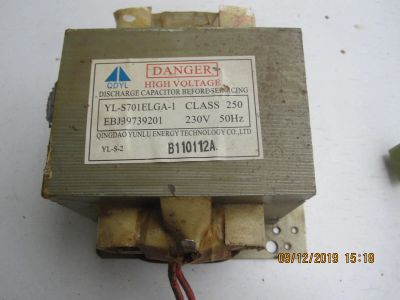 DANGER
HIGH VOLTAGE
QDYL
DISCHARGE CAPACITOR BEFORE SERVICING
YL-S701ELGA-1 CLASS 250
EBJ39739201 230V 50Hz
QINGDAO YUNLU ENERGY TECHNOLOGY CO.,LTD
YL-S-2 B110112A
09/12/2019 15:18